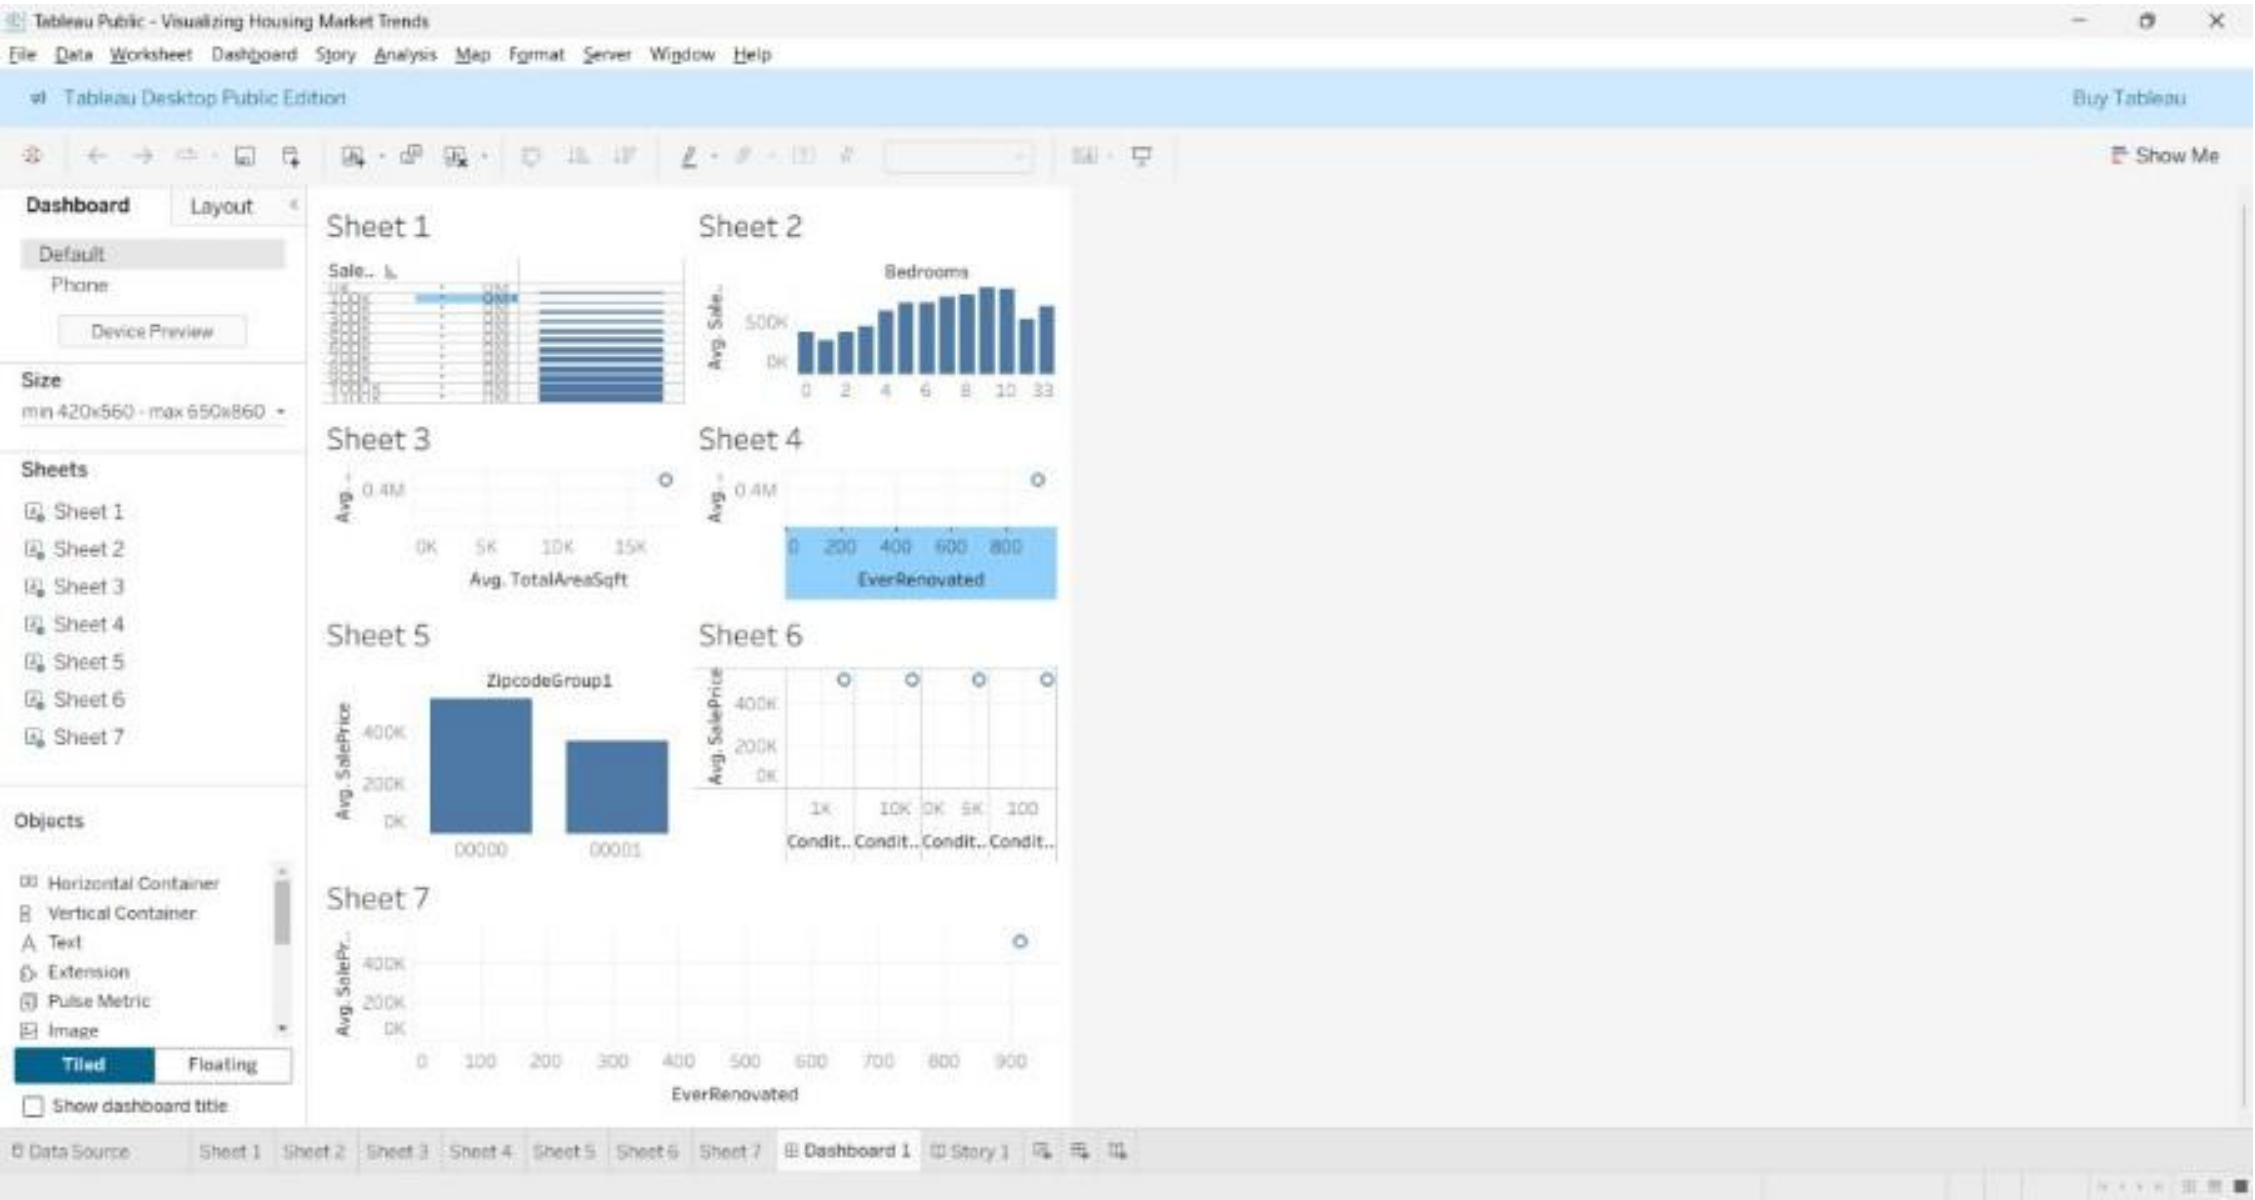 Tableau Public - Visualizing Housing Market Trends
File Data Worksheet Dashboard Story Analysis Map Format Server Window Help
Tableau Desktop Public Edition
Buy Tableau
Show Me
Dashboard
Layout
Default
Phone
Device Preview
Size
min 420x560 - max 650x860
Sheets
Sheet 1
Sheet 2
Sheet 3
Sheet 4
Sheet 5
Sheet 6
Sheet 7
Objects
Horizontal Container
Vertical Container
Text
Extension
Pulse Metric
Image
Tiled
Floating
Show dashboard title
Sheet 1
Sale..
Sheet 2
Bedrooms
Avg. Sale..
500K
0K
0 2 4 6 8 10 33
Sheet 3
Avg. ..
0.4M
0K 5K 10K 15K
Avg. TotalAreaSqft
Sheet 4
Avg. ..
0.4M
0 200 400 600 800
EverRenovated
Sheet 5
ZipcodeGroup1
Avg. SalePrice
400K
200K
0K
00000 00001
Sheet 6
Avg. SalePrice
400K
200K
0K
1K 10K 0K 5K 100
Condit.. Condit.. Condit.. Condit..
Sheet 7
Avg. SalePr..
400K
200K
0K
0 100 200 300 400 500 600 700 800 900
EverRenovated
Data Source Sheet 1 Sheet 2 Sheet 3 Sheet 4 Sheet 5 Sheet 6 Sheet 7 Dashboard 1 Story 1